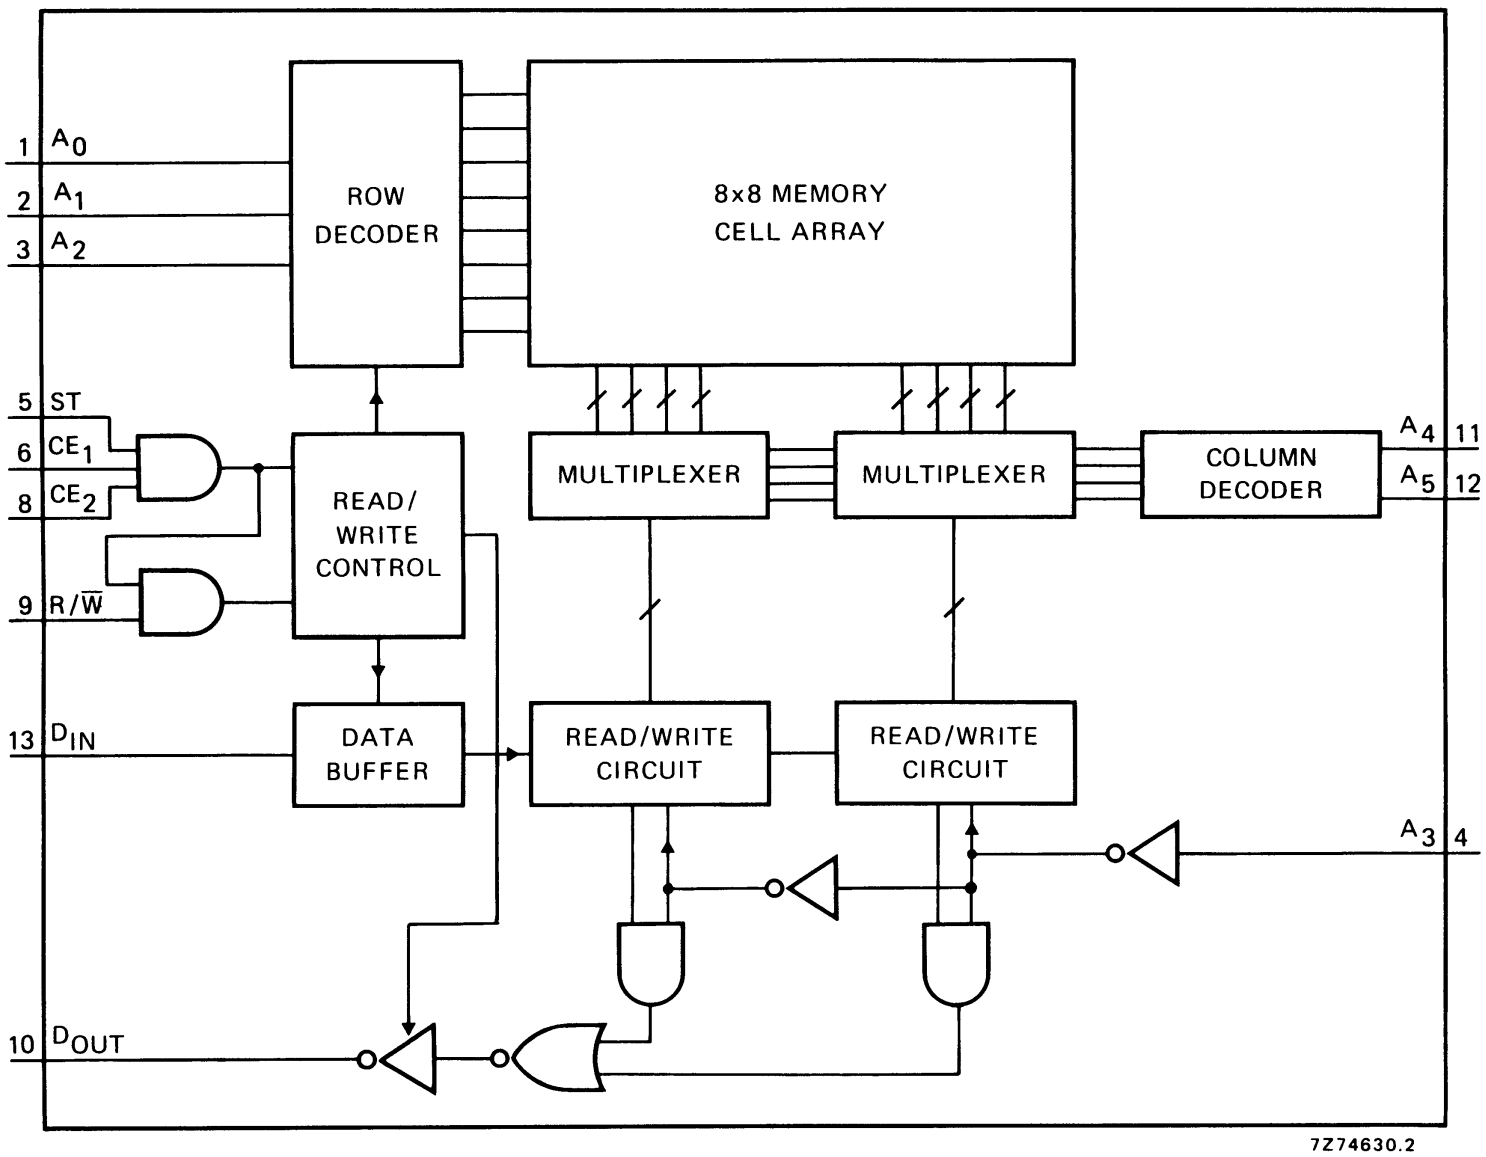 1 A0
2 A1
3 A2
ROW
DECODER
8x8 MEMORY
CELL ARRAY
5 ST
6 CE1
8 CE2
9 R/W̅
READ/
WRITE
CONTROL
MULTIPLEXER
MULTIPLEXER
COLUMN
DECODER
A4 11
A5 12
13 DIN
DATA
BUFFER
READ/WRITE
CIRCUIT
READ/WRITE
CIRCUIT
A3 4
10 DOUT
7Z74630.2